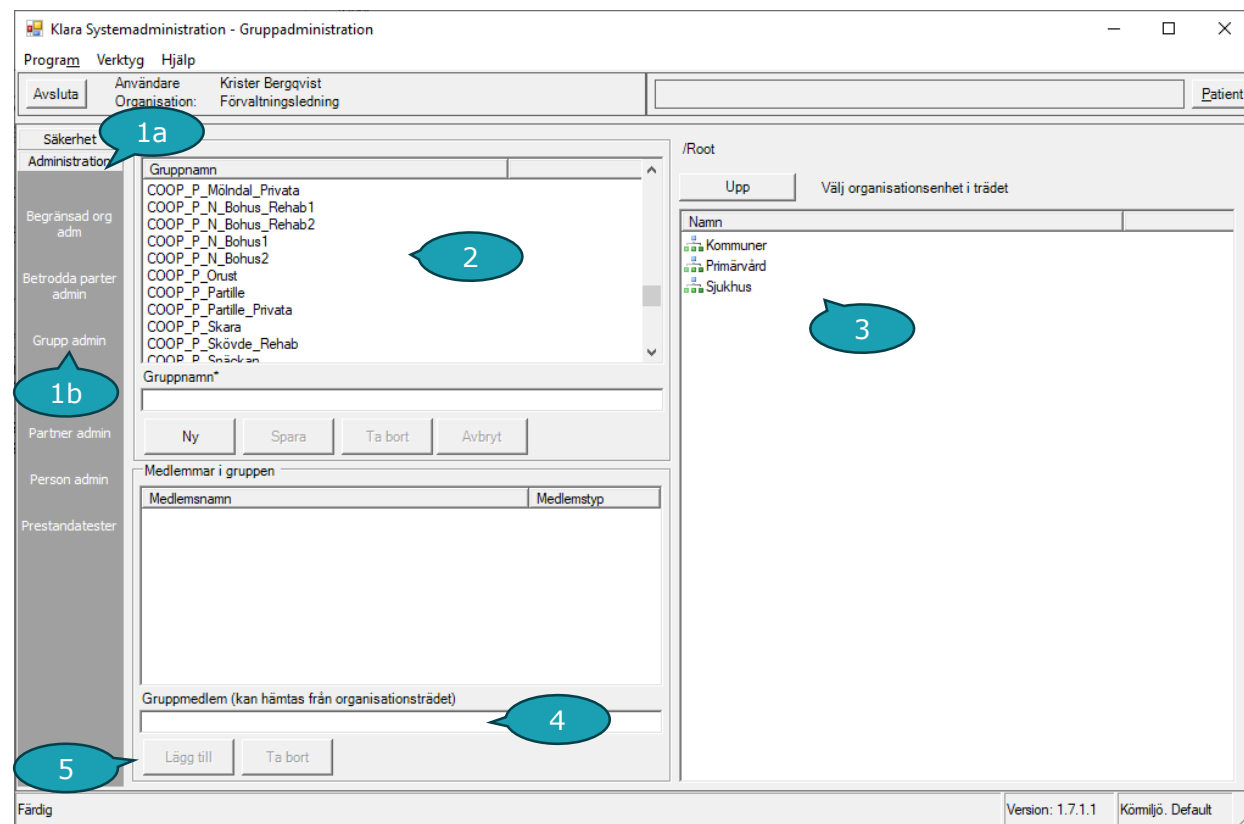 Klara Systemadministration - Gruppadministration
Program Verktyg Hjälp
Avsluta
Användare Krister Bergqvist
Organisation: Förvaltningsledning
Patient
Säkerhet
1a
Administration
Begränsad org
adm
Betrodda parter
admin
Grupp admin
1b
Partner admin
Person admin
Prestandatester
Gruppnamn
COOP_P_Mölndal_Privata
COOP_P_N_Bohus_Rehab1
COOP_P_N_Bohus_Rehab2
COOP_P_N_Bohus1
COOP_P_N_Bohus2
COOP_P_Orust
COOP_P_Partille
COOP_P_Partille_Privata
COOP_P_Skara
COOP_P_Skövde_Rehab
COOP_P_Snäckan
2
Gruppnamn*
Ny Spara Ta bort Avbryt
Medlemmar i gruppen
Medlemsnamn Medlemstyp
Gruppmedlem (kan hämtas från organisationsträdet)
4
Lägg till Ta bort
5
/Root
Upp Välj organisationsenhet i trädet
Namn
Kommuner
Primärvård
Sjukhus
3
Färdig
Version: 1.7.1.1 Körmiljö. Default